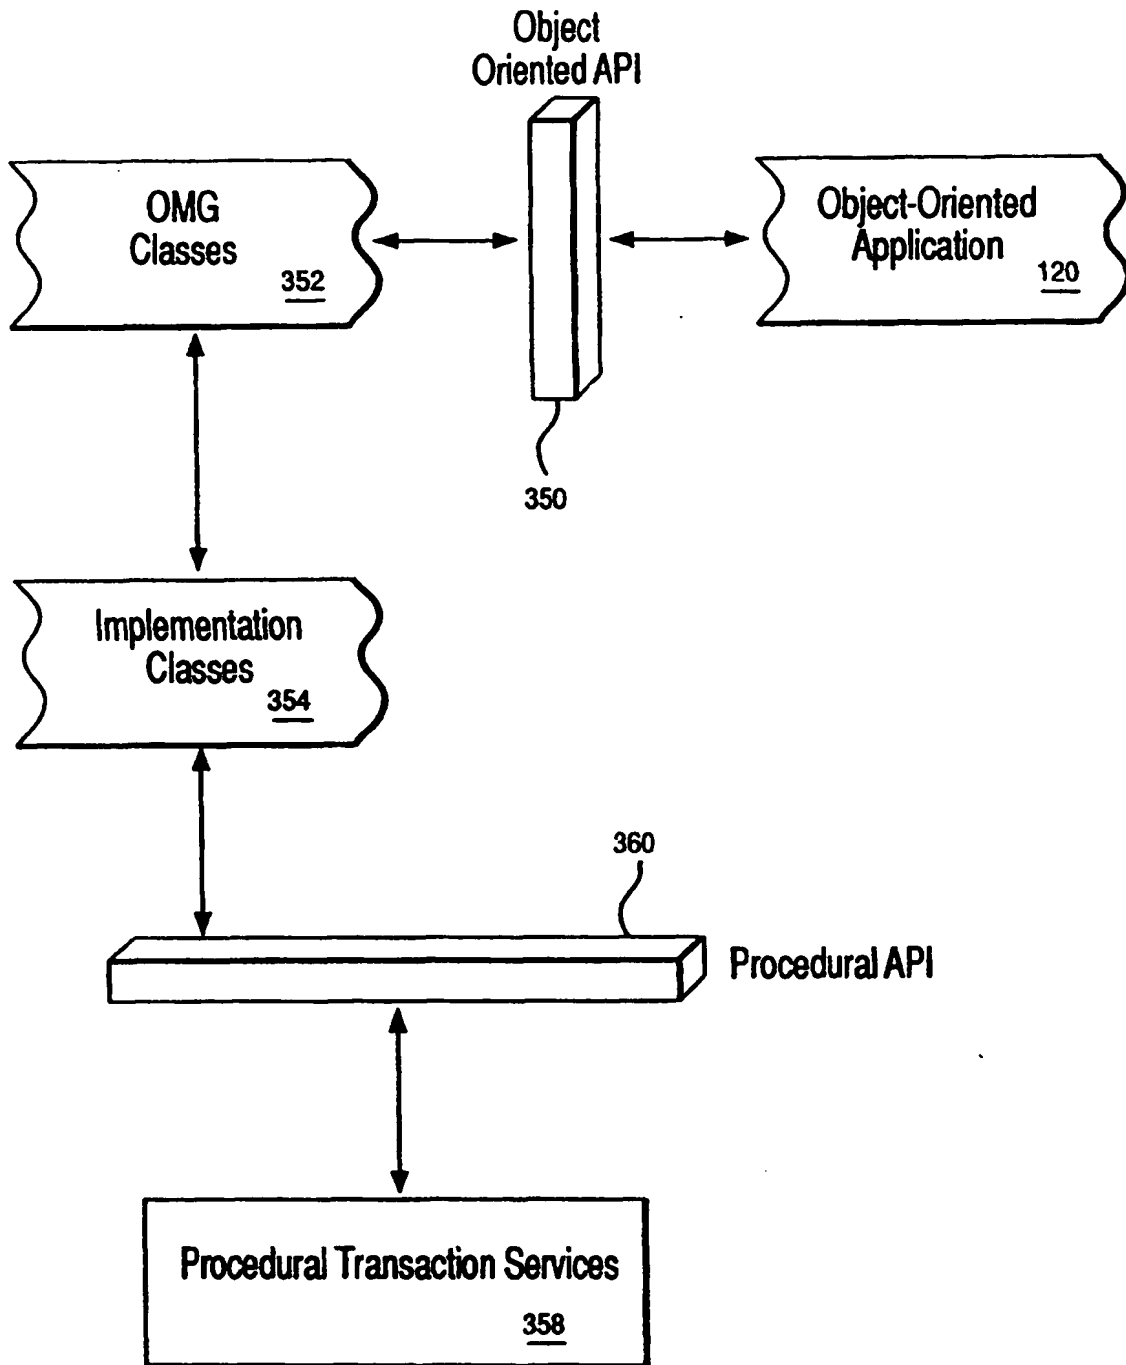 Object
Oriented API
OMG
Classes
352
Object-Oriented
Application
120
350
Implementation
Classes
354
360
Procedural API
Procedural Transaction Services
358